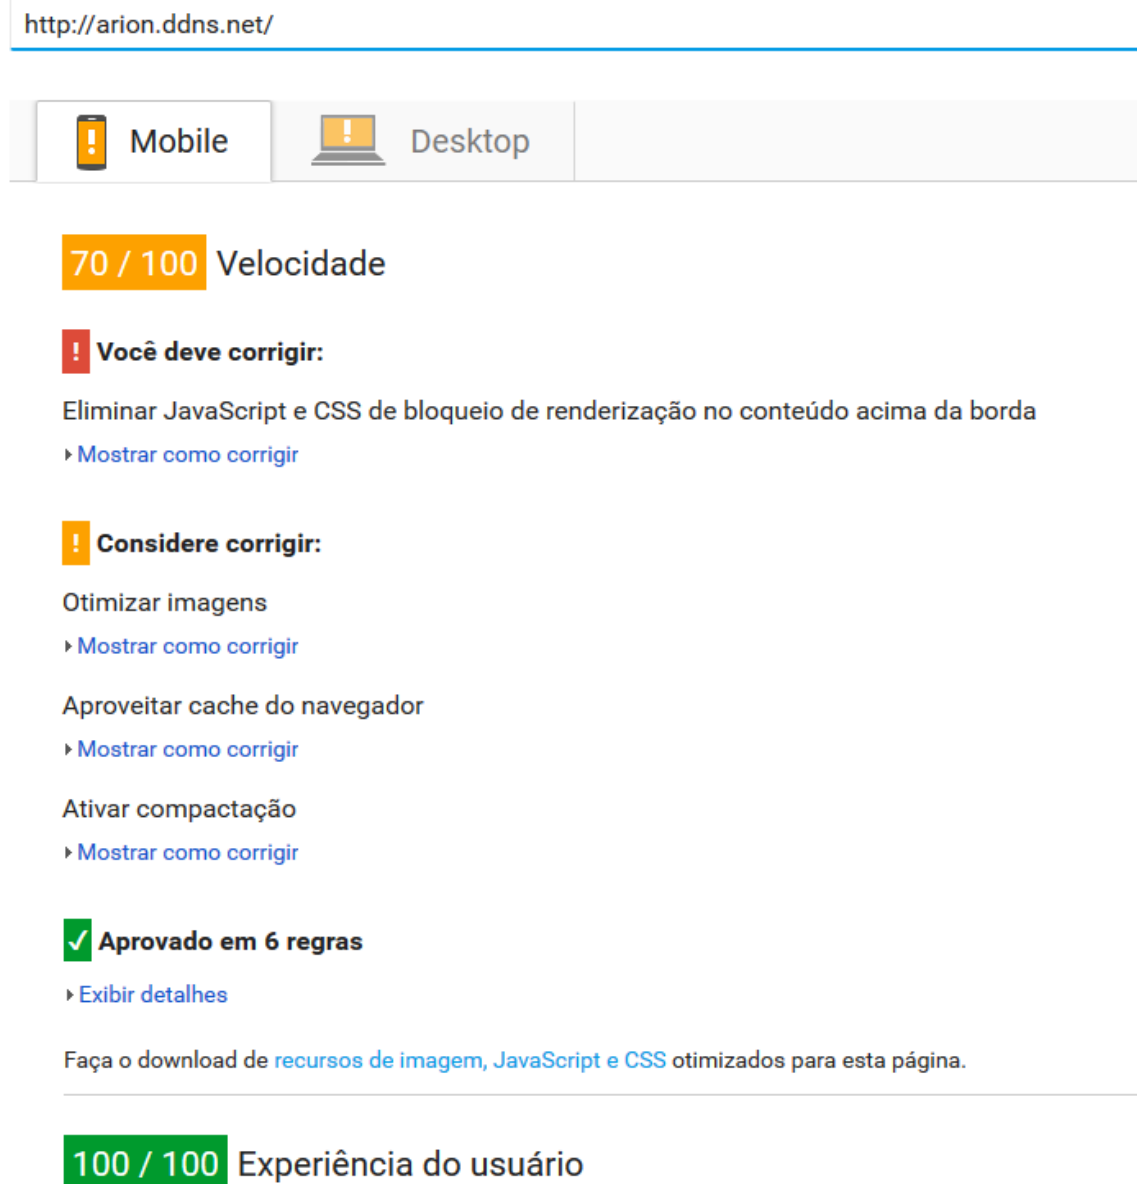 http://arion.ddns.net/
! Mobile
! Desktop
70 / 100 Velocidade
! Você deve corrigir:
Eliminar JavaScript e CSS de bloqueio de renderização no conteúdo acima da borda
Mostrar como corrigir
! Considere corrigir:
Otimizar imagens
Mostrar como corrigir
Aproveitar cache do navegador
Mostrar como corrigir
Ativar compactação
Mostrar como corrigir
Aprovado em 6 regras
Exibir detalhes
Faça o download de recursos de imagem, JavaScript e CSS otimizados para esta página.
100 / 100 Experiência do usuário